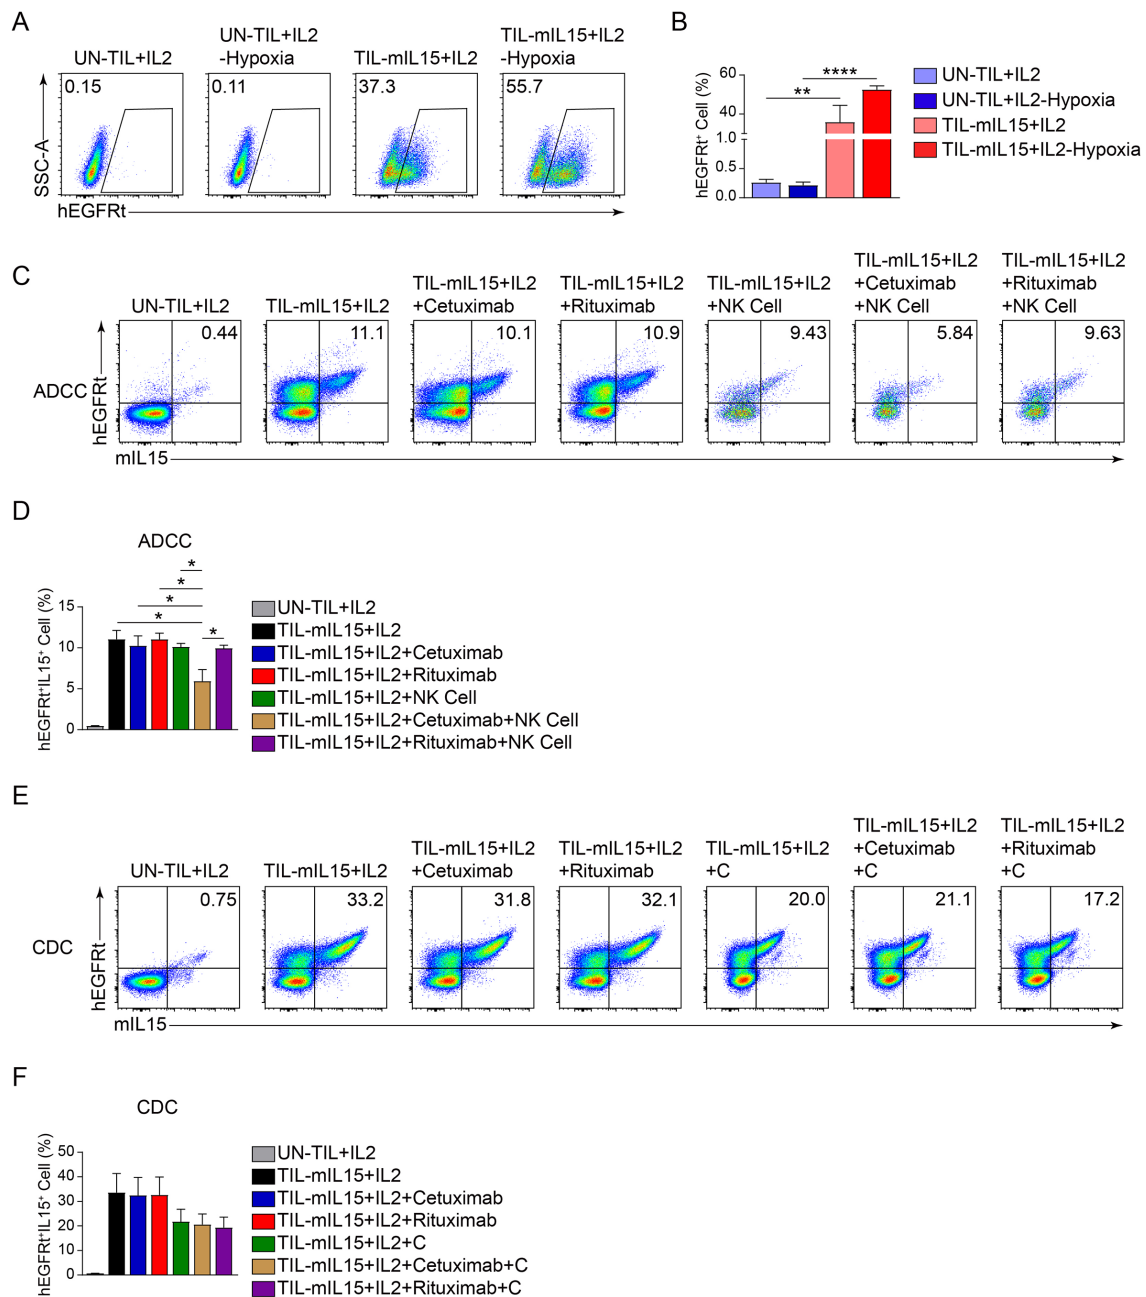 A
UN-TIL+IL2
UN-TIL+IL2
-Hypoxia
TIL-mIL15+IL2
TIL-mIL15+IL2
-Hypoxia
0.15
0.11
37.3
55.7
SSC-A
hEGFRt
B
hEGFRt⁺ Cell (%)
60
40
1.0
0.5
0.0
**
****
UN-TIL+IL2
UN-TIL+IL2-Hypoxia
TIL-mIL15+IL2
TIL-mIL15+IL2-Hypoxia
C
UN-TIL+IL2
TIL-mIL15+IL2
TIL-mIL15+IL2
+Cetuximab
TIL-mIL15+IL2
+Rituximab
TIL-mIL15+IL2
+NK Cell
TIL-mIL15+IL2
+Cetuximab
+NK Cell
TIL-mIL15+IL2
+Rituximab
+NK Cell
0.44
11.1
10.1
10.9
9.43
5.84
9.63
ADCC
hEGFRt
mIL15
D
ADCC
hEGFRt⁺IL15⁺ Cell (%)
15
10
5
0
*
*
*
*
*
UN-TIL+IL2
TIL-mIL15+IL2
TIL-mIL15+IL2+Cetuximab
TIL-mIL15+IL2+Rituximab
TIL-mIL15+IL2+NK Cell
TIL-mIL15+IL2+Cetuximab+NK Cell
TIL-mIL15+IL2+Rituximab+NK Cell
E
UN-TIL+IL2
TIL-mIL15+IL2
TIL-mIL15+IL2
+Cetuximab
TIL-mIL15+IL2
+Rituximab
TIL-mIL15+IL2
+C
TIL-mIL15+IL2
+Cetuximab
+C
TIL-mIL15+IL2
+Rituximab
+C
0.75
33.2
31.8
32.1
20.0
21.1
17.2
CDC
hEGFRt
mIL15
F
CDC
hEGFRt⁺IL15⁺ Cell (%)
50
40
30
20
10
0
UN-TIL+IL2
TIL-mIL15+IL2
TIL-mIL15+IL2+Cetuximab
TIL-mIL15+IL2+Rituximab
TIL-mIL15+IL2+C
TIL-mIL15+IL2+Cetuximab+C
TIL-mIL15+IL2+Rituximab+C